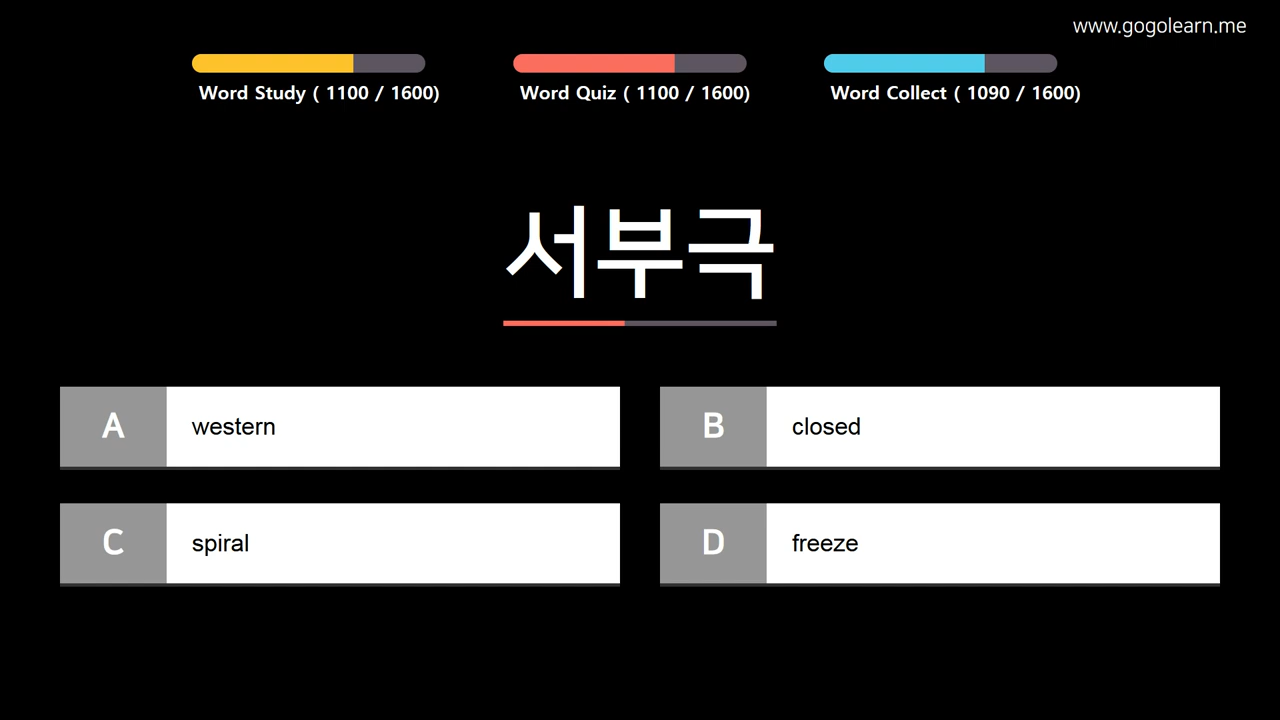 www.gogolearn.me
Word Study ( 1100 / 1600)
Word Quiz ( 1100 / 1600)
Word Collect ( 1090 / 1600)
서부극
A western
B closed
C spiral
D freeze